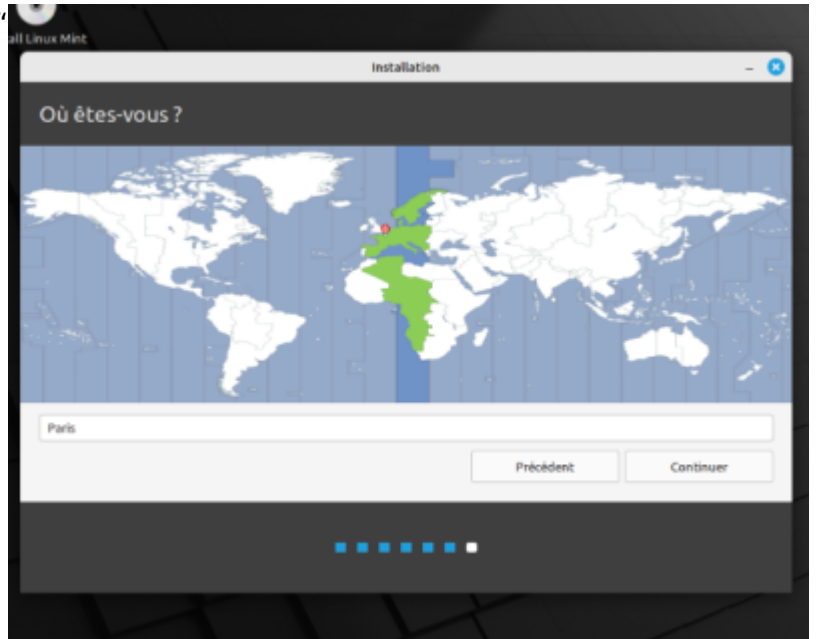 “
all Linux Mint
Installation
Où êtes-vous ?
Paris
Précédent
Continuer